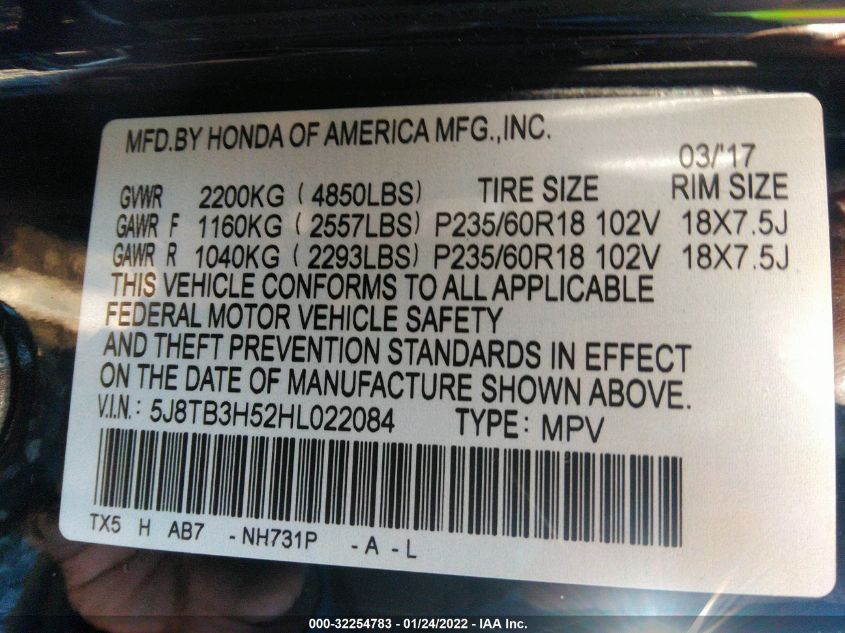 MFD.BY HONDA OF AMERICA MFG.,INC.
03/'17
GVWR 2200KG ( 4850LBS) TIRE SIZE RIM SIZE
GAWR F 1160KG ( 2557LBS) P235/60R18 102V 18X7.5J
GAWR R 1040KG ( 2293LBS) P235/60R18 102V 18X7.5J
THIS VEHICLE CONFORMS TO ALL APPLICABLE
FEDERAL MOTOR VEHICLE SAFETY
AND THEFT PREVENTION STANDARDS IN EFFECT
ON THE DATE OF MANUFACTURE SHOWN ABOVE.
V.I.N.: 5J8TB3H52HL022084 TYPE: MPV
TX5 H AB7 -NH731P -A-L
000-32254783 - 01/24/2022 - IAA Inc.